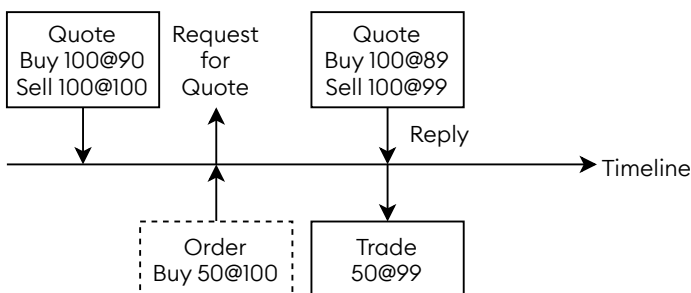 Quote
Buy 100@90
Sell 100@100
Request
for
Quote
Quote
Buy 100@89
Sell 100@99
Reply
Timeline
Order
Buy 50@100
Trade
50@99